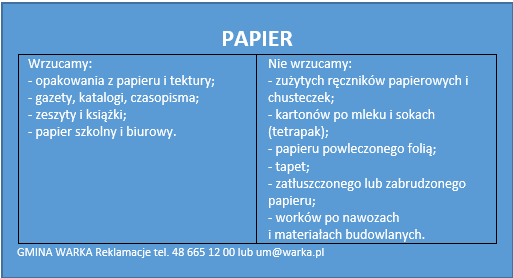 PAPIER
Wrzucamy:
- opakowania z papieru i tektury;
- gazety, katalogi, czasopisma;
- zeszyty i książki;
- papier szkolny i biurowy.
Nie wrzucamy:
- zużytych ręczników papierowych i
chusteczek;
- kartonów po mleku i sokach
(tetrapak);
- papieru powleczonego folią;
- tapet;
- zatłuszczonego lub zabrudzonego
papieru;
- worków po nawozach
i materiałach budowlanych.
GMINA WARKA Reklamacje tel. 48 665 12 00 lub um@warka.pl